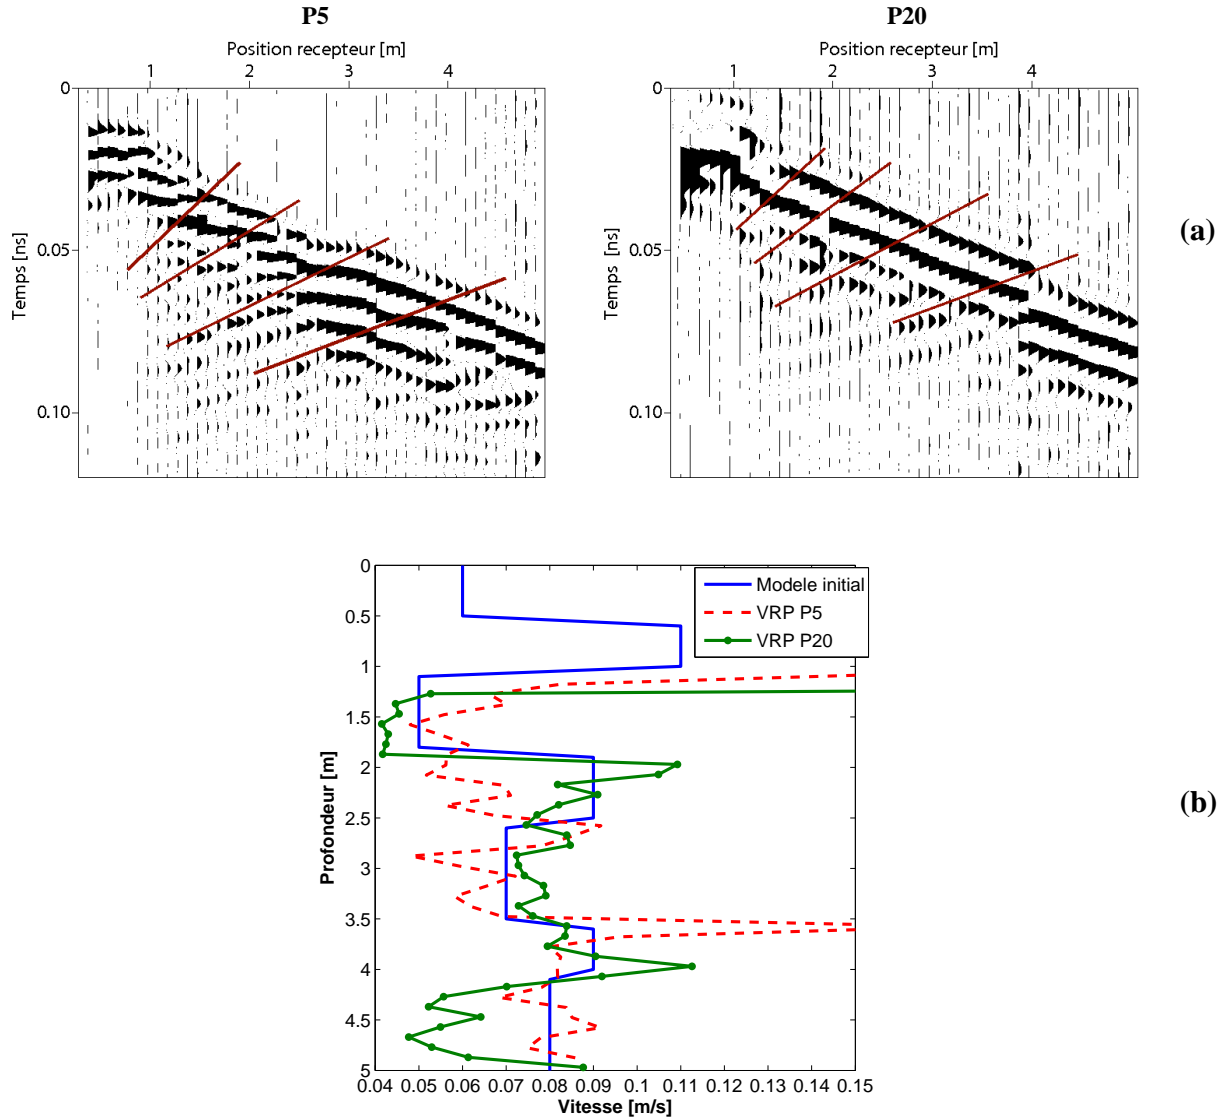 P5 P20
Position recepteur [m] Position recepteur [m]
1 2 3 4 1 2 3 4
0 0
Temps [ns] Temps [ns]
0.05 0.05
0.10 0.10
(a)
0
0.5
1
1.5
2
2.5
3
3.5
4
4.5
5
Profondeur [m]
Modele initial
VRP P5
VRP P20
(b)
0.04 0.05 0.06 0.07 0.08 0.09 0.1 0.11 0.12 0.13 0.14 0.15
Vitesse [m/s]